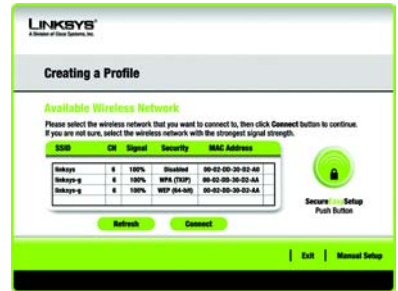 LINKSYS®
A Division of Cisco Systems, Inc.
Creating a Profile
Available Wireless Network
Please select the wireless network that you want to connect to, then click Connect button to continue.
If you are not sure, select the wireless network with the strongest signal strength.
SSID CH Signal Security MAC Address
linksys 6 100% Disabled 00-02-DD-30-D2-A0
linksys-g 6 100% WPA (TKIP) 00-02-DD-30-D2-AA
linksys-g 6 100% WEP (64-bit) 00-02-DD-30-D2-AA
SecureEasySetup
Push Button
Refresh Connect
Exit Manual Setup